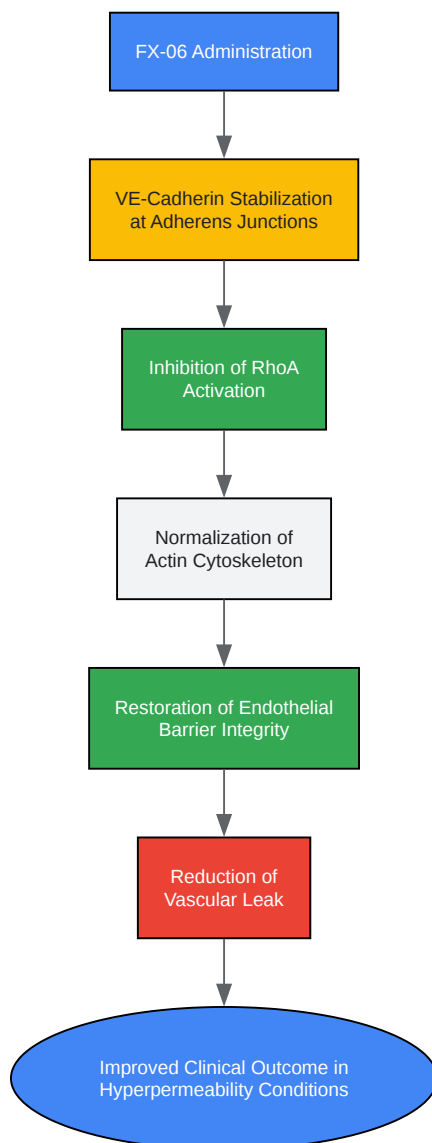 FX-06 Administration
VE-Cadherin Stabilization
at Adherens Junctions
Inhibition of RhoA
Activation
Normalization of
Actin Cytoskeleton
Restoration of Endothelial
Barrier Integrity
Reduction of
Vascular Leak
Improved Clinical Outcome in
Hyperpermeability Conditions